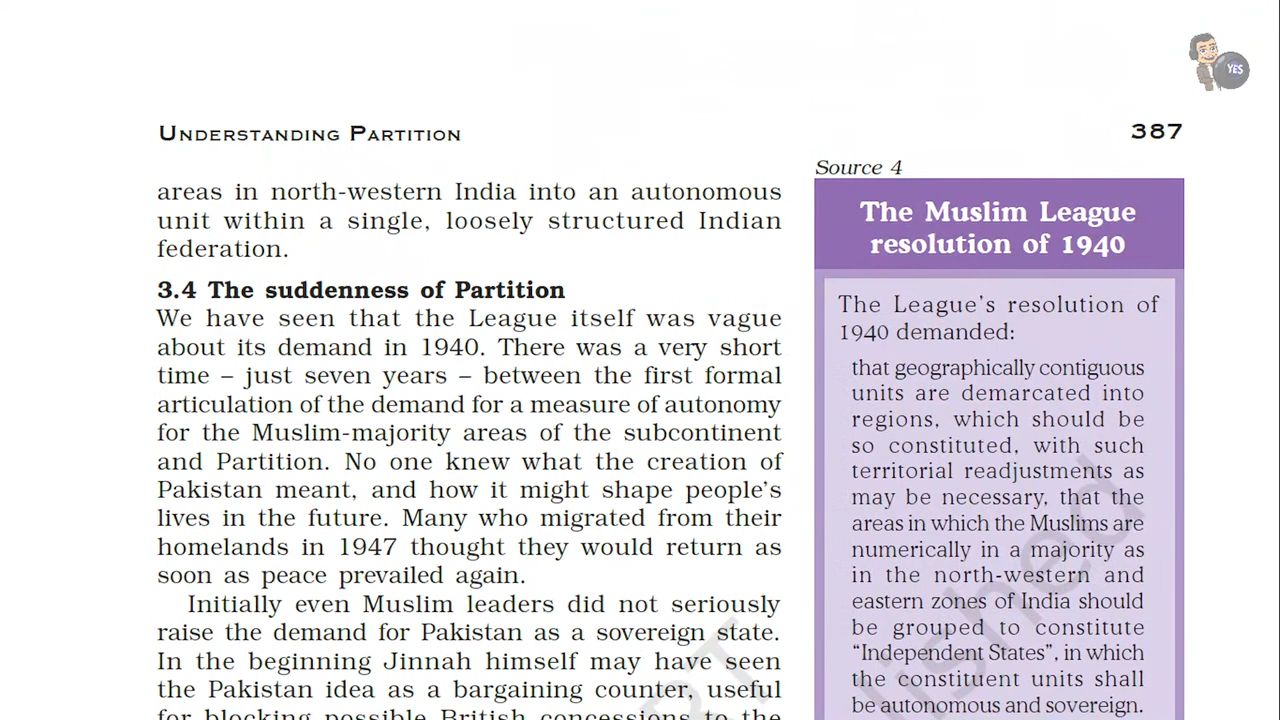 YES
UNDERSTANDING PARTITION
387
areas in north-western India into an autonomous
unit within a single, loosely structured Indian
federation.
3.4 The suddenness of Partition
We have seen that the League itself was vague
about its demand in 1940. There was a very short
time – just seven years – between the first formal
articulation of the demand for a measure of autonomy
for the Muslim-majority areas of the subcontinent
and Partition. No one knew what the creation of
Pakistan meant, and how it might shape people’s
lives in the future. Many who migrated from their
homelands in 1947 thought they would return as
soon as peace prevailed again.
Initially even Muslim leaders did not seriously
raise the demand for Pakistan as a sovereign state.
In the beginning Jinnah himself may have seen
the Pakistan idea as a bargaining counter, useful
for blocking possible British concessions to the
Source 4
The Muslim League
resolution of 1940
The League’s resolution of
1940 demanded:
that geographically contiguous
units are demarcated into
regions, which should be
so constituted, with such
territorial readjustments as
may be necessary, that the
areas in which the Muslims are
numerically in a majority as
in the north-western and
eastern zones of India should
be grouped to constitute
“Independent States”, in which
the constituent units shall
be autonomous and sovereign.